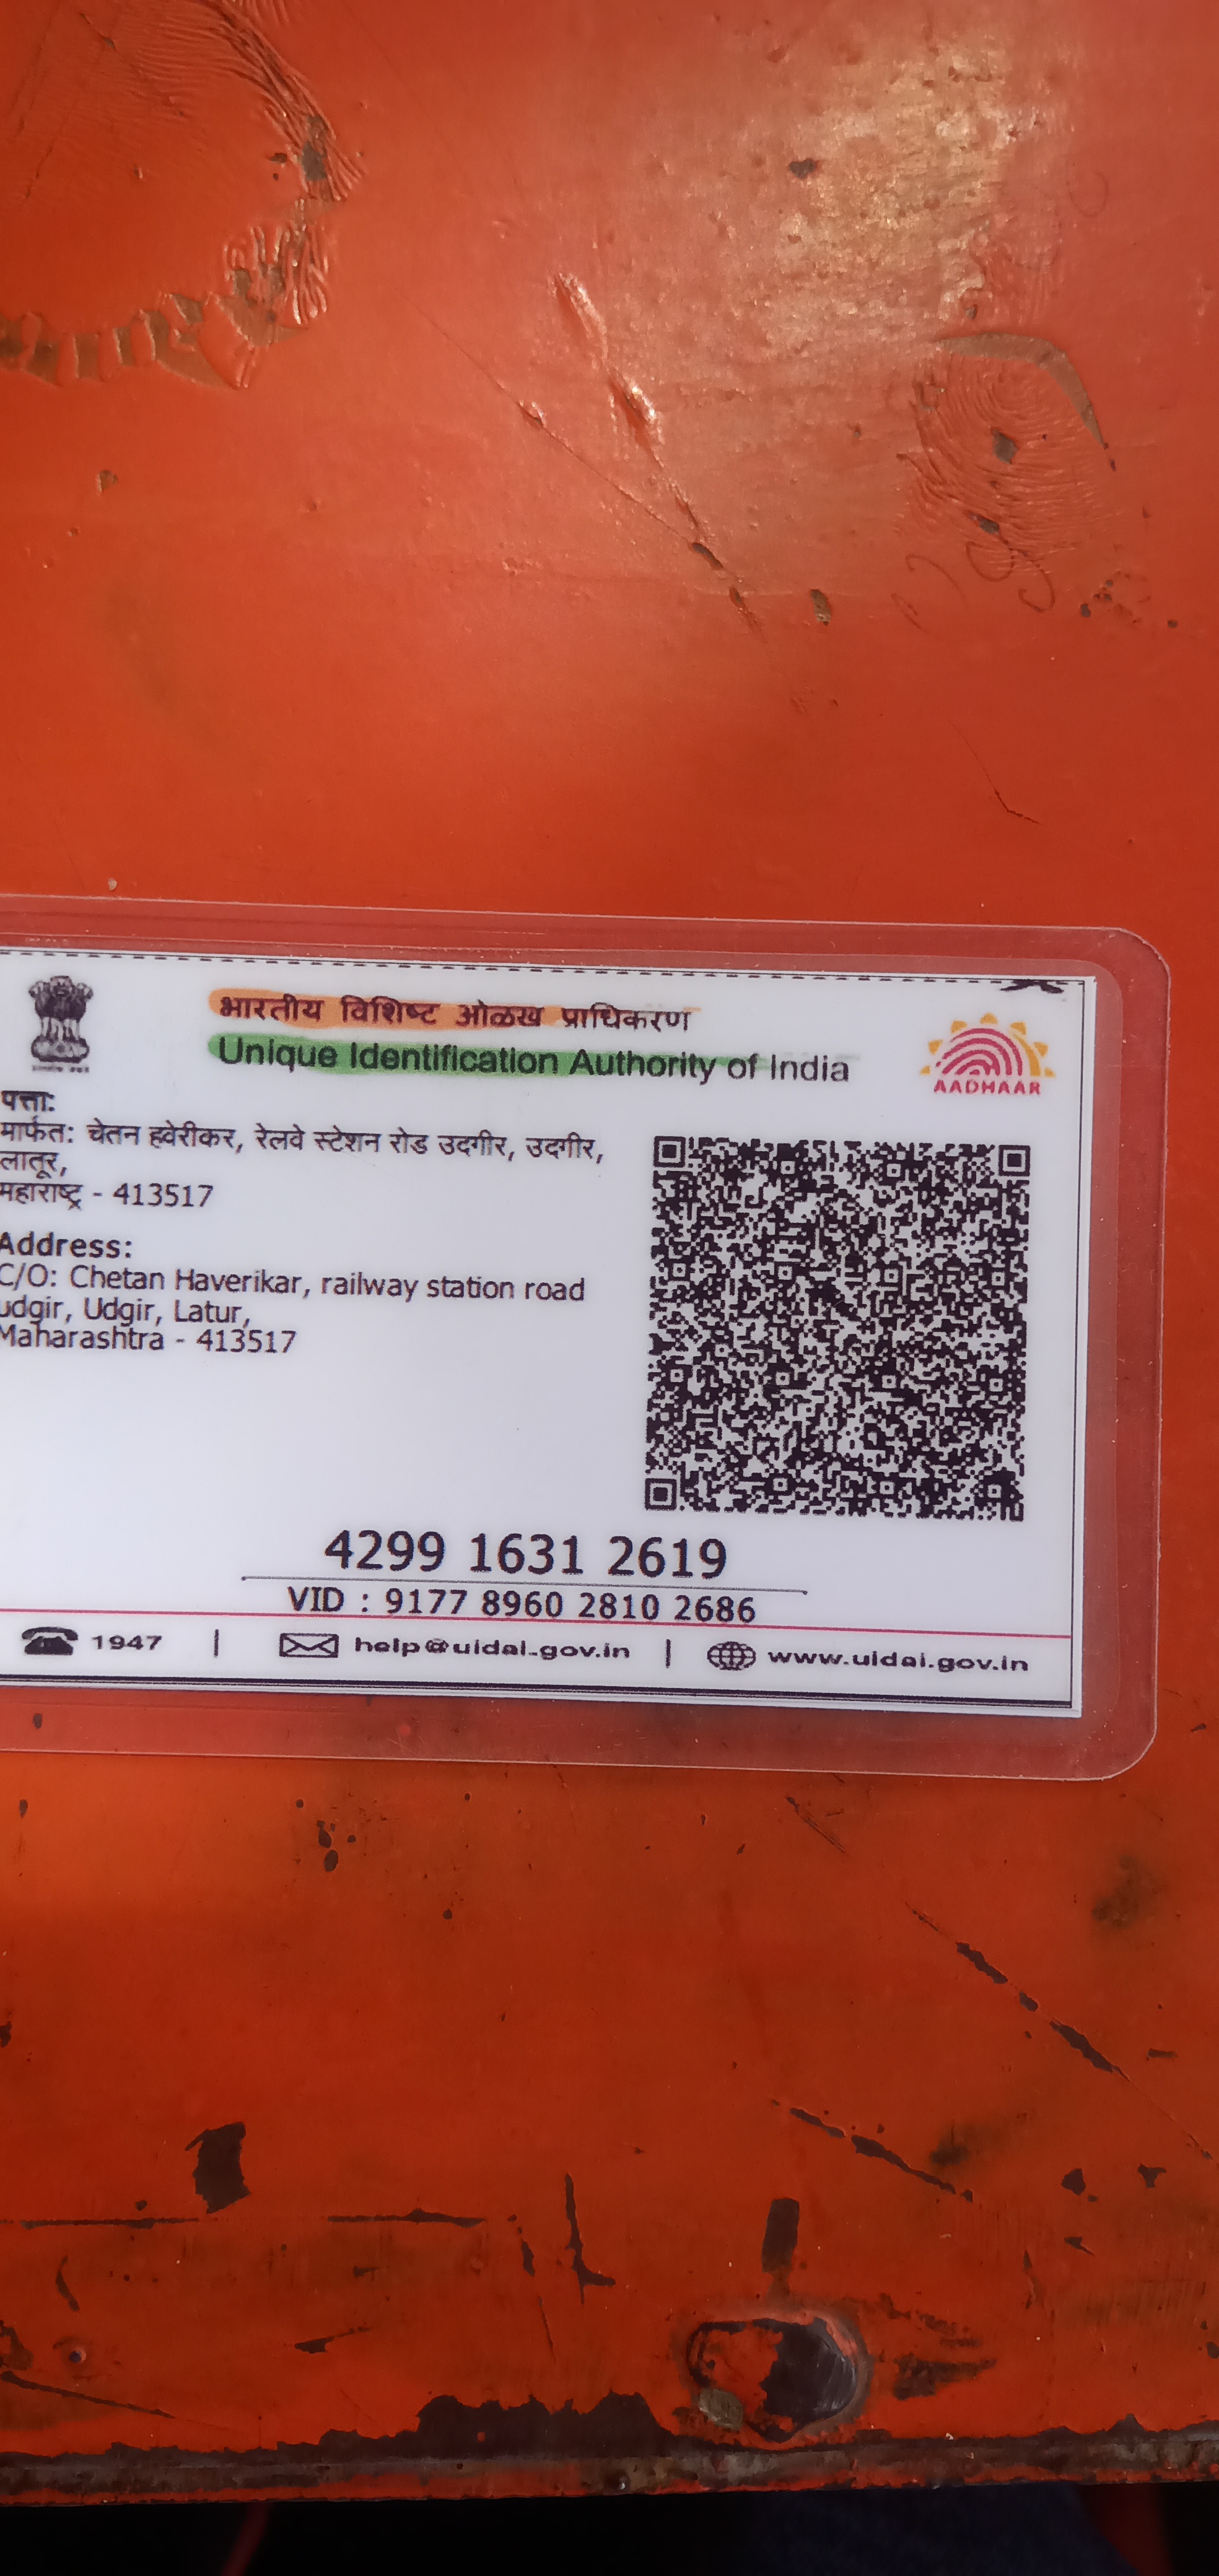 भारतीय विशिष्ट ओळख प्राधिकरण
Unique Identification Authority of India
AADHAAR
पत्ता:
मार्फत: चेतन हवेरीकर, रेलवे स्टेशन रोड उदगीर, उदगीर,
लातूर,
महाराष्ट्र - 413517
Address:
C/O: Chetan Haverikar, railway station road
udgir, Udgir, Latur,
Maharashtra - 413517
4299 1631 2619
VID : 9177 8960 2810 2686
1947 | help@uidai.gov.in | www.uidai.gov.in